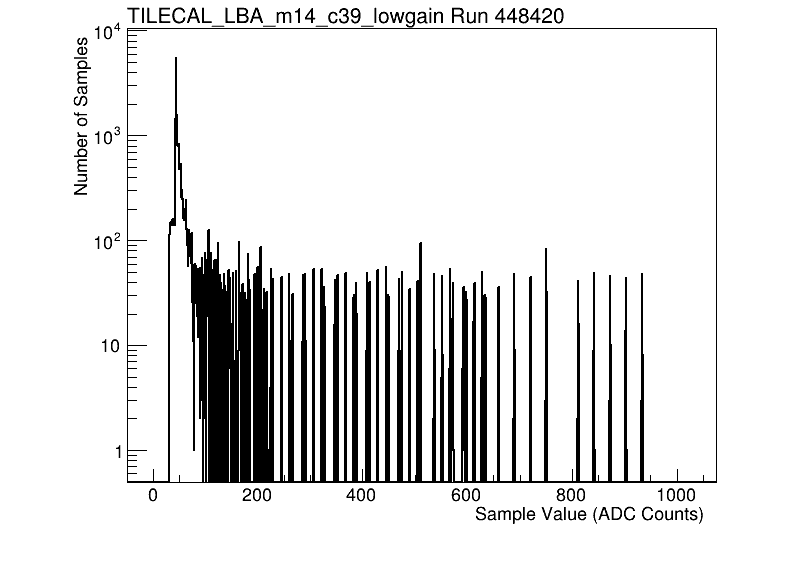 TILECAL_LBA_m14_c39_lowgain Run 448420
Number of Samples
10^4
10^3
10^2
10
1
0 200 400 600 800 1000
Sample Value (ADC Counts)